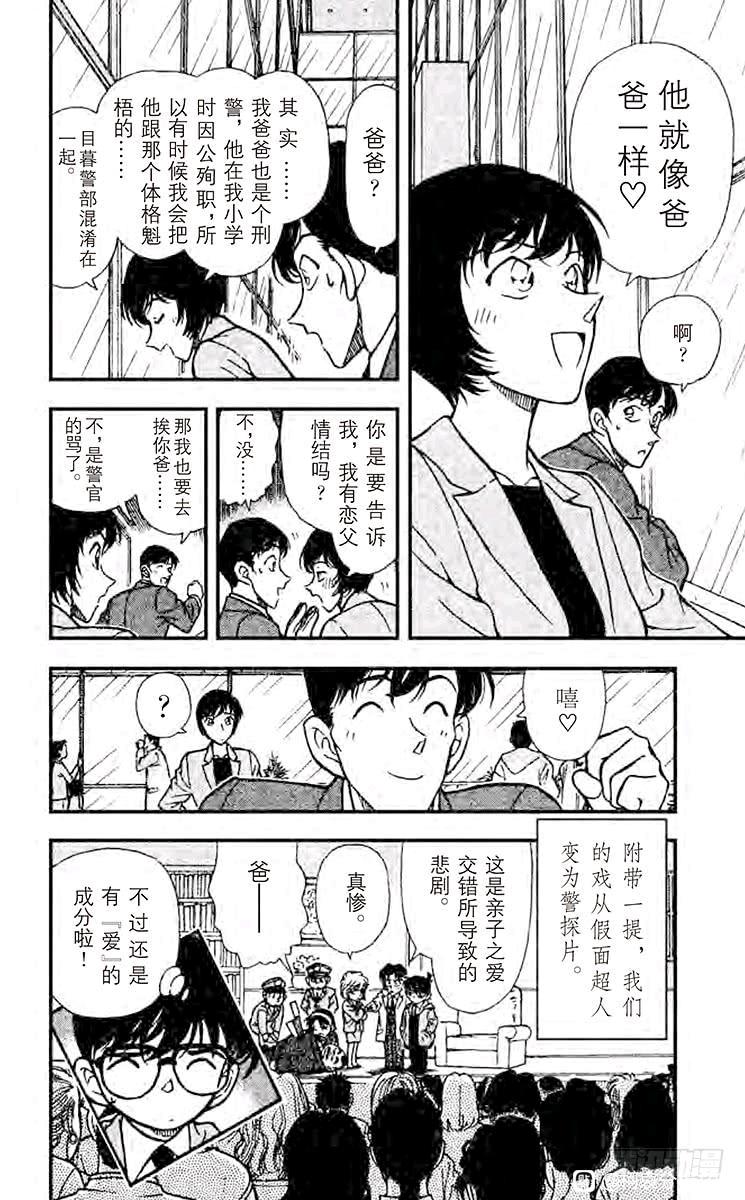 他就像爸
爸一样♡
啊?
爸爸?
其实……
我爸爸也是个刑
警,他在我小学
时因公殉职,所
以有时候我会把
他跟那个体格魁
梧的……
目暮警部混淆在
一起。
你是要告诉
我,我有恋父
情结吗?
不,没……
那我也要去
挨你爸……
不,是警官
的骂了。
嘻♡
?
附带一提,我们
的戏从假面超人
变为警探片。
这是亲子之爱
交错所导致的
悲剧。
真惨。
爸——
不过还是
有『爱』的
成分啦!